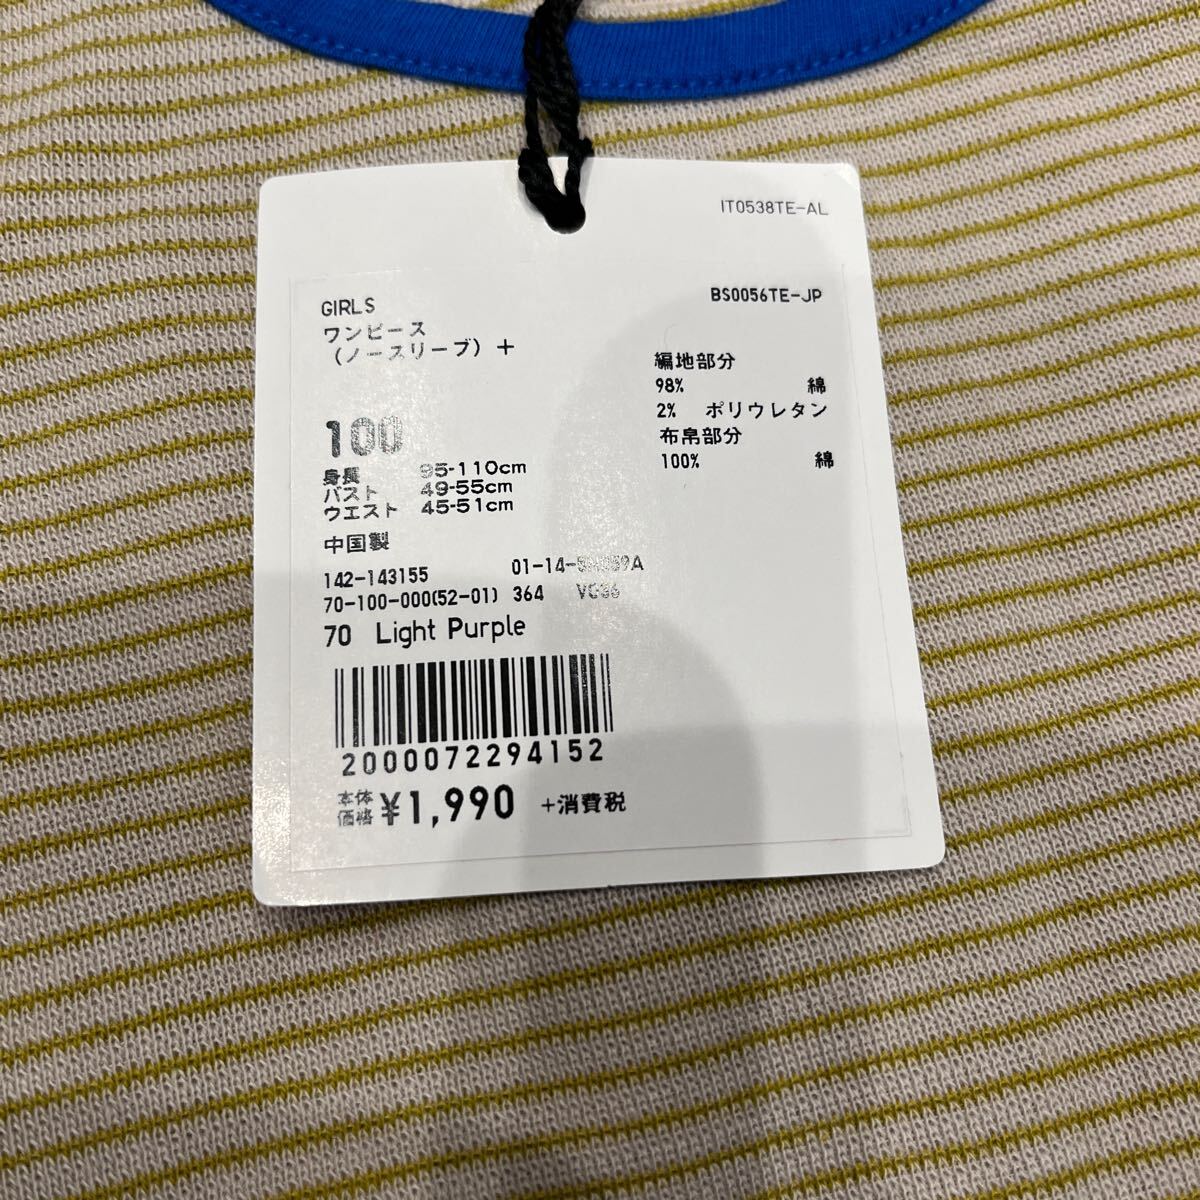 IT0538TE-AL
BS0056TE-JP
GIRLS
ワンピース
(ノースリーブ) +
編地部分
98% 綿
2% ポリウレタン
布帛部分
100% 綿
100
身長 95-110cm
バスト 49-55cm
ウエスト 45-51cm
中国製
142-143155
70-100-000(52-01) 364
70 Light Purple
2000072294152
本体価格 ¥1,990 +消費税